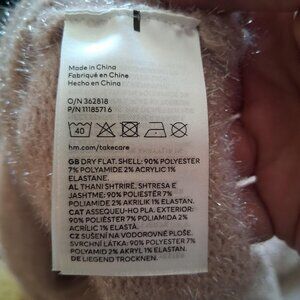 Made in China
Fabriqué en Chine
Hecho en China
O/N 362818
P/N 1118571 6
40
hm.com/takecare
GB DRY FLAT. SHELL: 90% POLYESTER
7% POLYAMIDE 2% ACRYLIC 1%
ELASTANE.
AL THANI SHTRIRË, SHTRESA E
JASHTME: 90% POLIESTËR 7%
POLIAMID 2% AKRILIK 1% ELASTAN.
CAT ASSEQUEU-HO PLA. EXTERIOR:
90% POLIÈSTER 7% POLIAMIDA 2%
ACRÍLIC 1% ELASTÀ
CZ SUŠENÍ NA VODOROVNÉ PLOŠE.
SVRCHNÍ LÁTKA: 90% POLYESTER 7%
POLYAMID 2% AKRYL 1% ELASTAN
DE LIEGEND TROCKNEN.